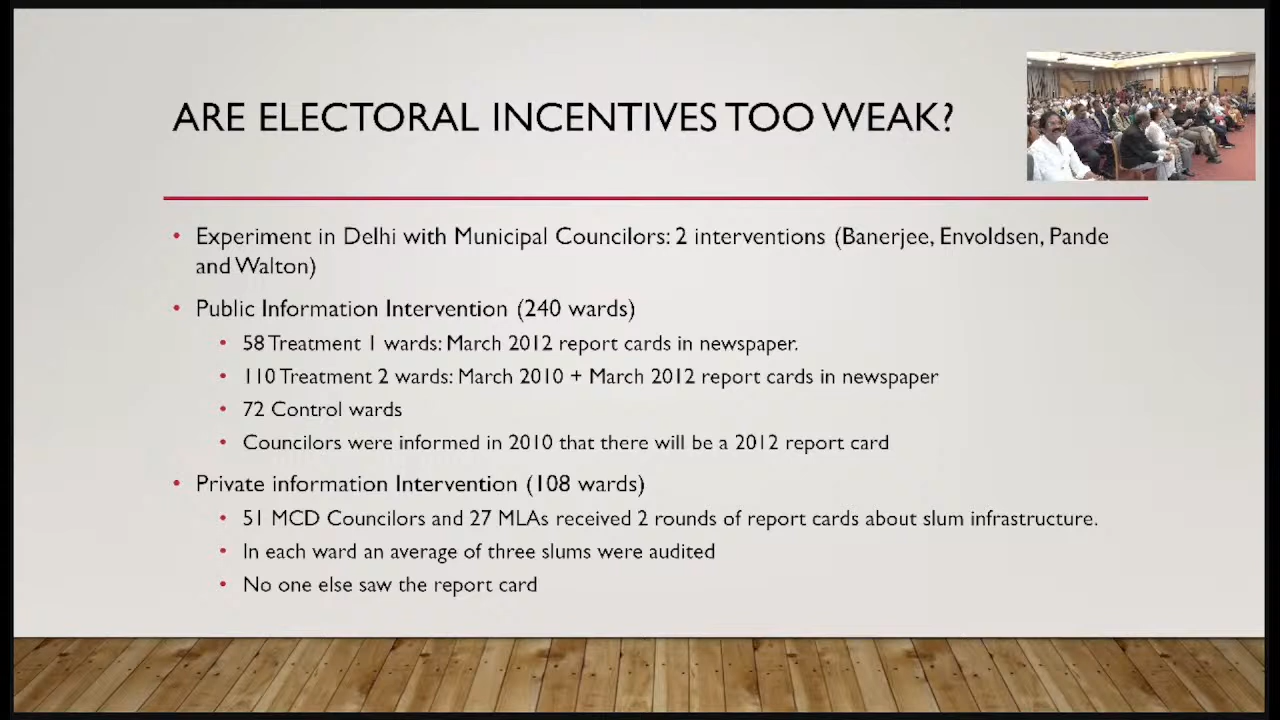 ARE ELECTORAL INCENTIVES TOO WEAK?
• Experiment in Delhi with Municipal Councilors: 2 interventions (Banerjee, Envoldsen, Pande
and Walton)
• Public Information Intervention (240 wards)
• 58 Treatment 1 wards: March 2012 report cards in newspaper.
• 110 Treatment 2 wards: March 2010 + March 2012 report cards in newspaper
• 72 Control wards
• Councilors were informed in 2010 that there will be a 2012 report card
• Private information Intervention (108 wards)
• 51 MCD Councilors and 27 MLAs received 2 rounds of report cards about slum infrastructure.
• In each ward an average of three slums were audited
• No one else saw the report card